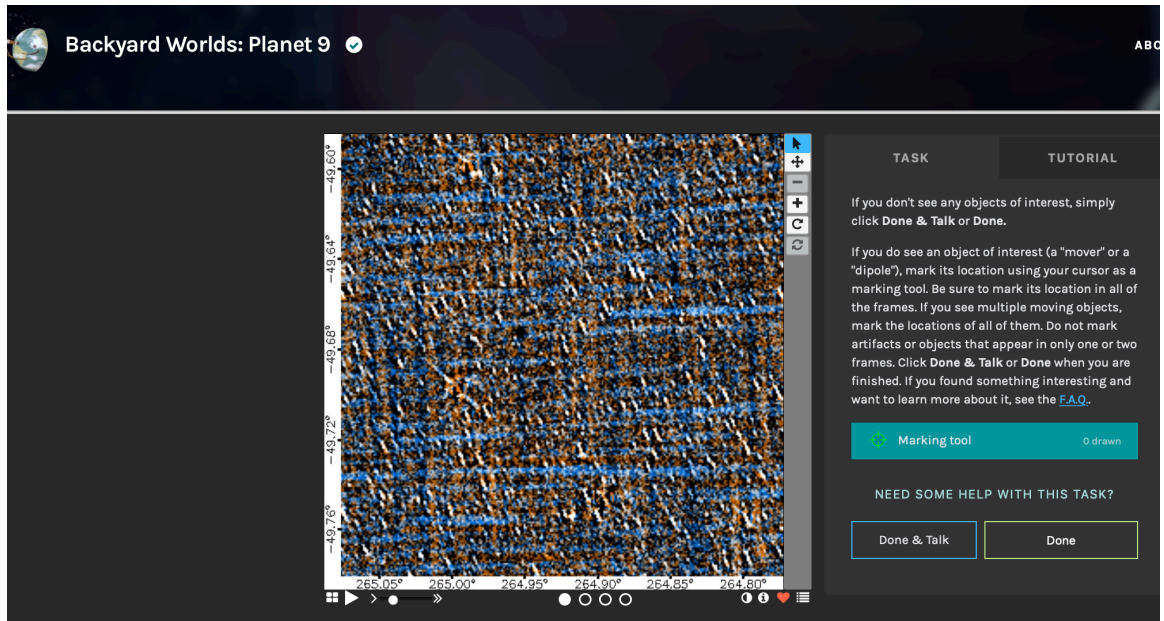 Backyard Worlds: Planet 9
ABO
TASK
TUTORIAL
If you don't see any objects of interest, simply
click Done & Talk or Done.
If you do see an object of interest (a "mover" or a
"dipole"), mark its location using your cursor as a
marking tool. Be sure to mark its location in all of
the frames. If you see multiple moving objects,
mark the locations of all of them. Do not mark
artifacts or objects that appear in only one or two
frames. Click Done & Talk or Done when you are
finished. If you found something interesting and
want to learn more about it, see the F.A.Q..
Marking tool
0 drawn
NEED SOME HELP WITH THIS TASK?
Done & Talk
Done
−49.60°
−49.64°
−49.68°
−49.72°
−49.76°
265.05° 265.00° 264.95° 264.90° 264.85° 264.80°